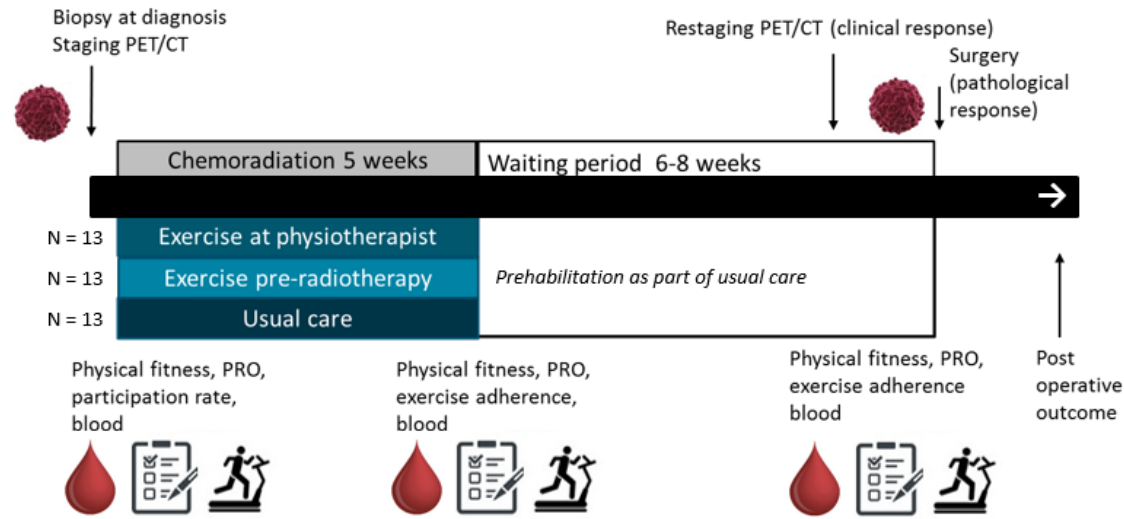 Biopsy at diagnosis
Staging PET/CT
Restaging PET/CT (clinical response)
Surgery
(pathological
response)
Chemoradiation 5 weeks
Waiting period 6-8 weeks
N = 13
Exercise at physiotherapist
N = 13
Exercise pre-radiotherapy
Prehabilitation as part of usual care
N = 13
Usual care
Physical fitness, PRO,
participation rate,
blood
Physical fitness, PRO,
exercise adherence,
blood
Physical fitness, PRO,
exercise adherence
blood
Post
operative
outcome